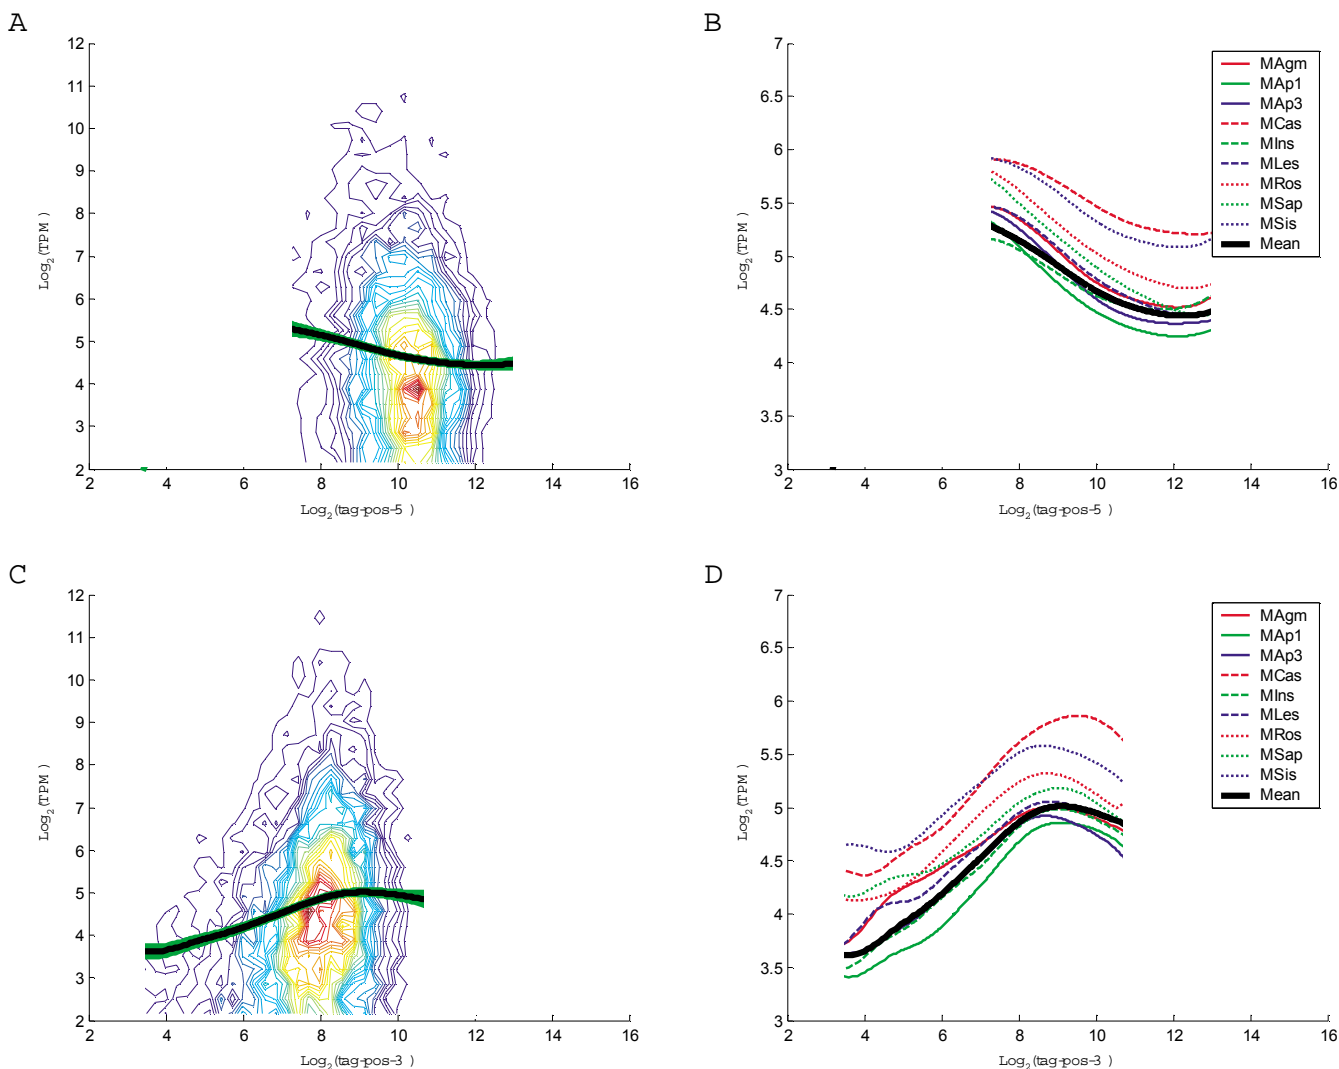 A
12
11
10
9
8
7
6
5
4
3
2
Log2(TPM)
2 4 6 8 10 12 14 16
Log2(tag-pos-5)
B
7
6.5
6
5.5
5
4.5
4
3.5
3
Log2(TPM)
2 4 6 8 10 12 14 16
Log2(tag-pos-5)
MAgm
MAp1
MAp3
MCas
MIns
MLes
MRos
MSap
MSis
Mean
C
12
11
10
9
8
7
6
5
4
3
2
Log2(TPM)
2 4 6 8 10 12 14 16
Log2(tag-pos-3)
D
7
6.5
6
5.5
5
4.5
4
3.5
3
Log2(TPM)
2 4 6 8 10 12 14 16
Log2(tag-pos-3)
MAgm
MAp1
MAp3
MCas
MIns
MLes
MRos
MSap
MSis
Mean